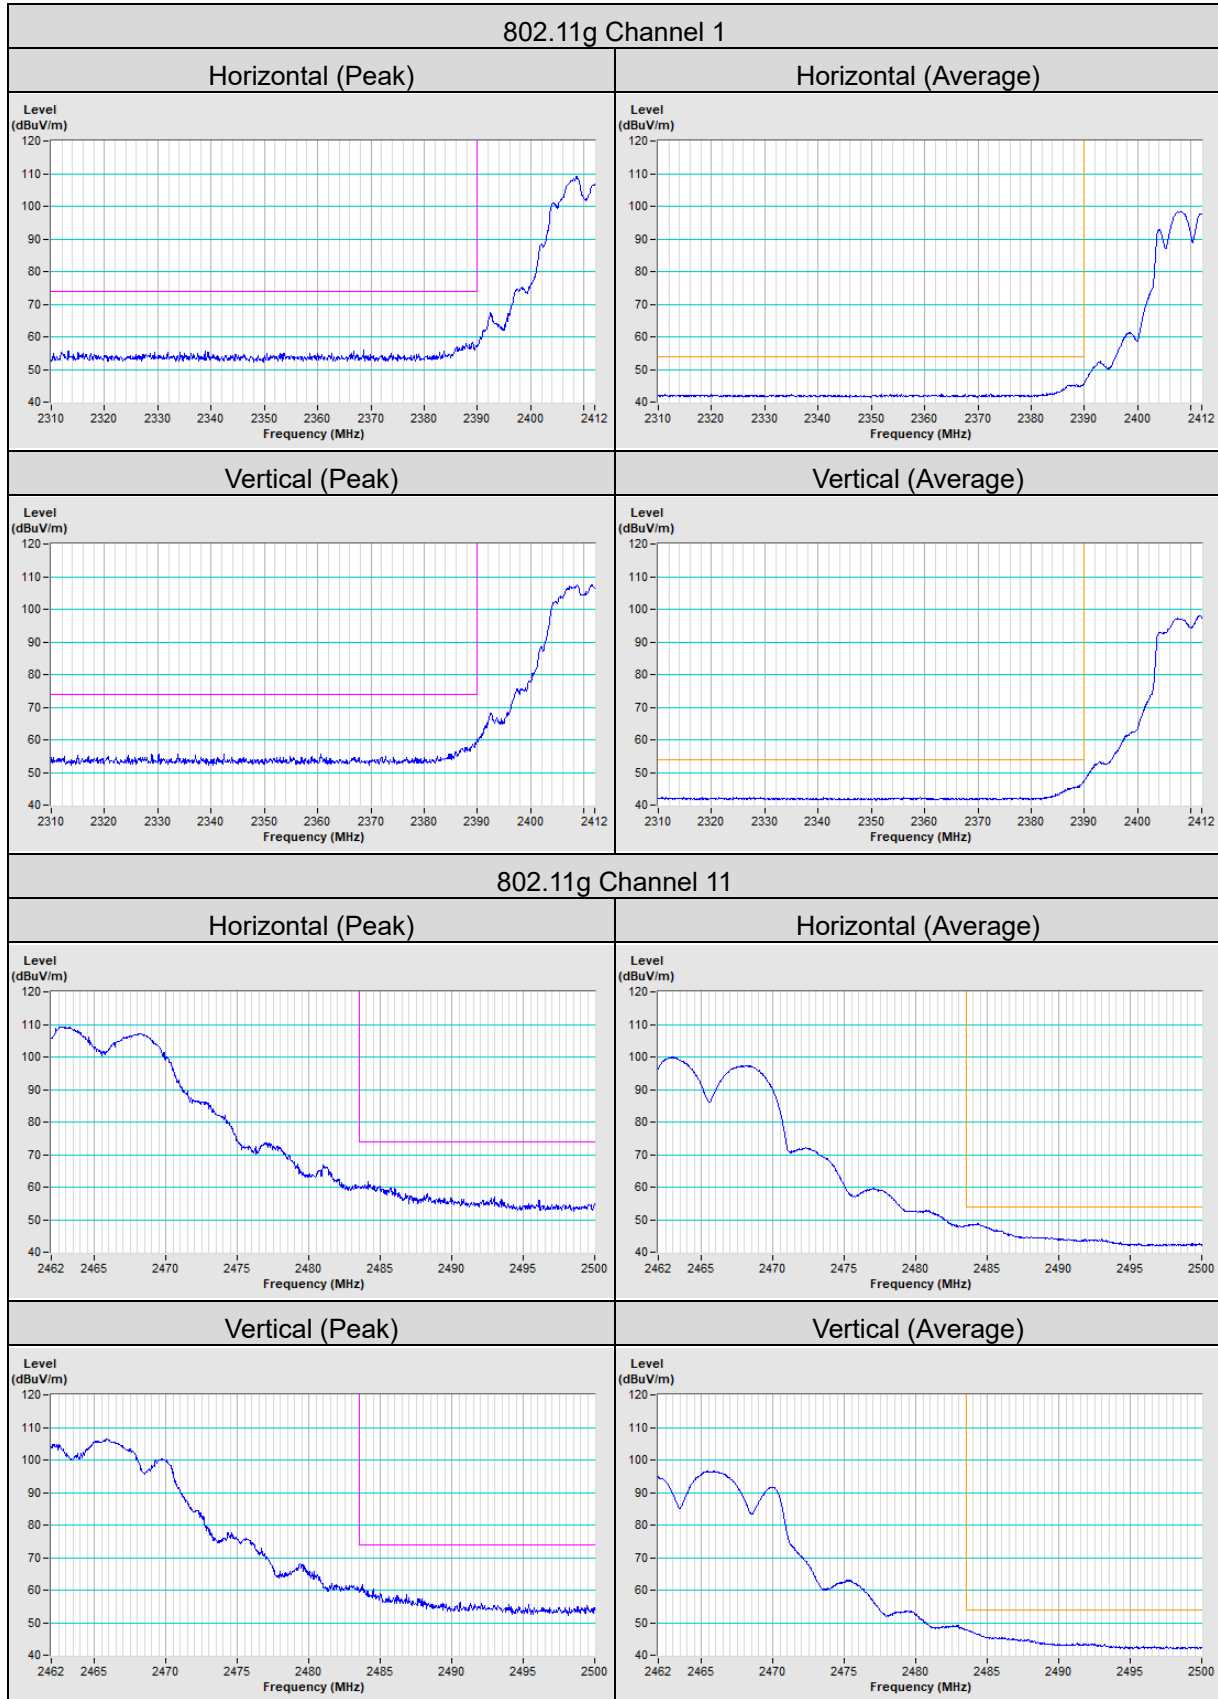 802.11g Channel 1
Horizontal (Peak) Horizontal (Average)
Level Level
(dBuV/m) (dBuV/m)
120 120
110 110
100 100
90 90
80 80
70 70
60 60
50 50
40 40
2310 2320 2330 2340 2350 2360 2370 2380 2390 2400 2412 2310 2320 2330 2340 2350 2360 2370 2380 2390 2400 2412
Frequency (MHz) Frequency (MHz)
Vertical (Peak) Vertical (Average)
Level Level
(dBuV/m) (dBuV/m)
120 120
110 110
100 100
90 90
80 80
70 70
60 60
50 50
40 40
2310 2320 2330 2340 2350 2360 2370 2380 2390 2400 2412 2310 2320 2330 2340 2350 2360 2370 2380 2390 2400 2412
Frequency (MHz) Frequency (MHz)
802.11g Channel 11
Horizontal (Peak) Horizontal (Average)
Level Level
(dBuV/m) (dBuV/m)
120 120
110 110
100 100
90 90
80 80
70 70
60 60
50 50
40 40
2462 2465 2470 2475 2480 2485 2490 2495 2500 2462 2465 2470 2475 2480 2485 2490 2495 2500
Frequency (MHz) Frequency (MHz)
Vertical (Peak) Vertical (Average)
Level Level
(dBuV/m) (dBuV/m)
120 120
110 110
100 100
90 90
80 80
70 70
60 60
50 50
40 40
2462 2465 2470 2475 2480 2485 2490 2495 2500 2462 2465 2470 2475 2480 2485 2490 2495 2500
Frequency (MHz) Frequency (MHz)